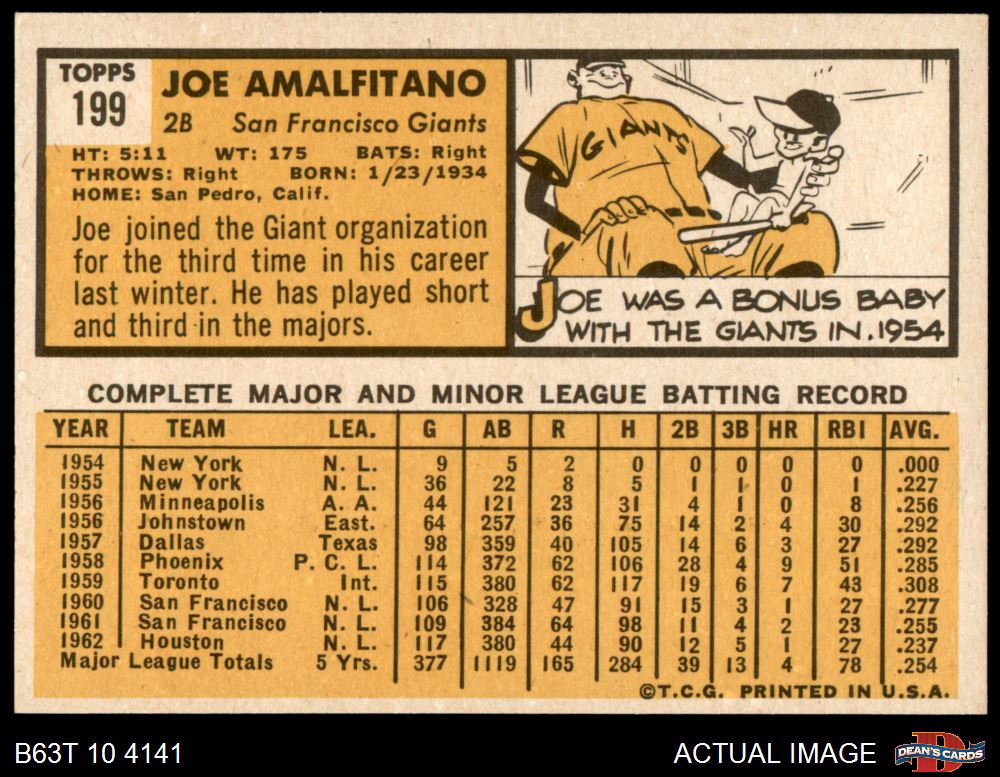 TOPPS
199
JOE AMALFITANO
2B San Francisco Giants
HT: 5:11 WT: 175 BATS: Right
THROWS: Right BORN: 1/23/1934
HOME: San Pedro, Calif.
Joe joined the Giant organization
for the third time in his career
last winter. He has played short
and third in the majors.
GIANTS
JOE WAS A BONUS BABY
WITH THE GIANTS IN.1954
COMPLETE MAJOR AND MINOR LEAGUE BATTING RECORD
YEAR TEAM LEA. G AB R H 2B 3B HR RBI AVG.
1954 New York N. L. 9 5 2 0 0 0 0 0 .000
1955 New York N. L. 36 22 8 5 1 1 0 1 .227
1956 Minneapolis A. A. 44 121 23 31 4 1 0 8 .256
1956 Johnstown East. 64 257 36 75 14 2 4 30 .292
1957 Dallas Texas 98 359 40 105 14 6 3 27 .292
1958 Phoenix P. C. L. 114 372 62 106 28 4 9 51 .285
1959 Toronto Int. 115 380 62 117 19 6 7 43 .308
1960 San Francisco N. L. 106 328 47 91 15 3 1 27 .277
1961 San Francisco N. L. 109 384 64 98 11 4 2 23 .255
1962 Houston N. L. 117 380 44 90 12 5 1 27 .237
Major League Totals 5 Yrs. 377 1119 165 284 39 13 4 78 .254
©T.C.G. PRINTED IN U.S.A.
B63T 10 4141
ACTUAL IMAGE
D
DEAN'S CARDS